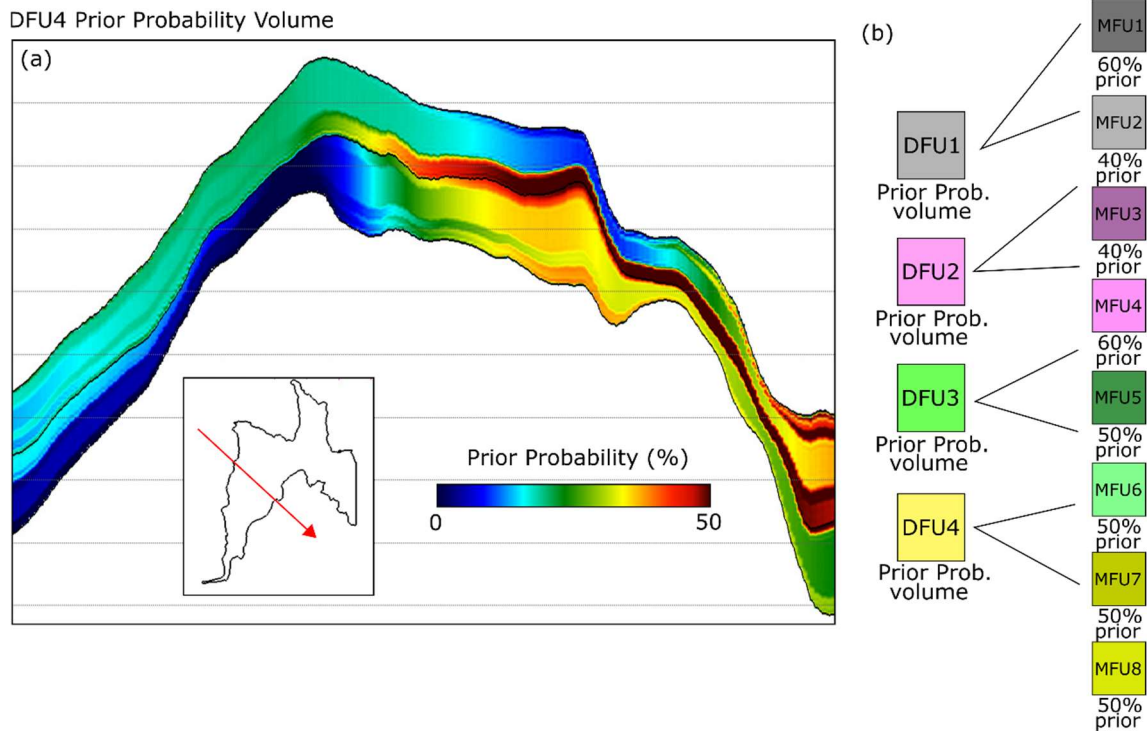 DFU4 Prior Probability Volume
(a)
Prior Probability (%)
0
50
(b)
DFU1
Prior Prob.
volume
DFU2
Prior Prob.
volume
DFU3
Prior Prob.
volume
DFU4
Prior Prob.
volume
MFU1
60%
prior
MFU2
40%
prior
MFU3
40%
prior
MFU4
60%
prior
MFU5
50%
prior
MFU6
50%
prior
MFU7
50%
prior
MFU8
50%
prior